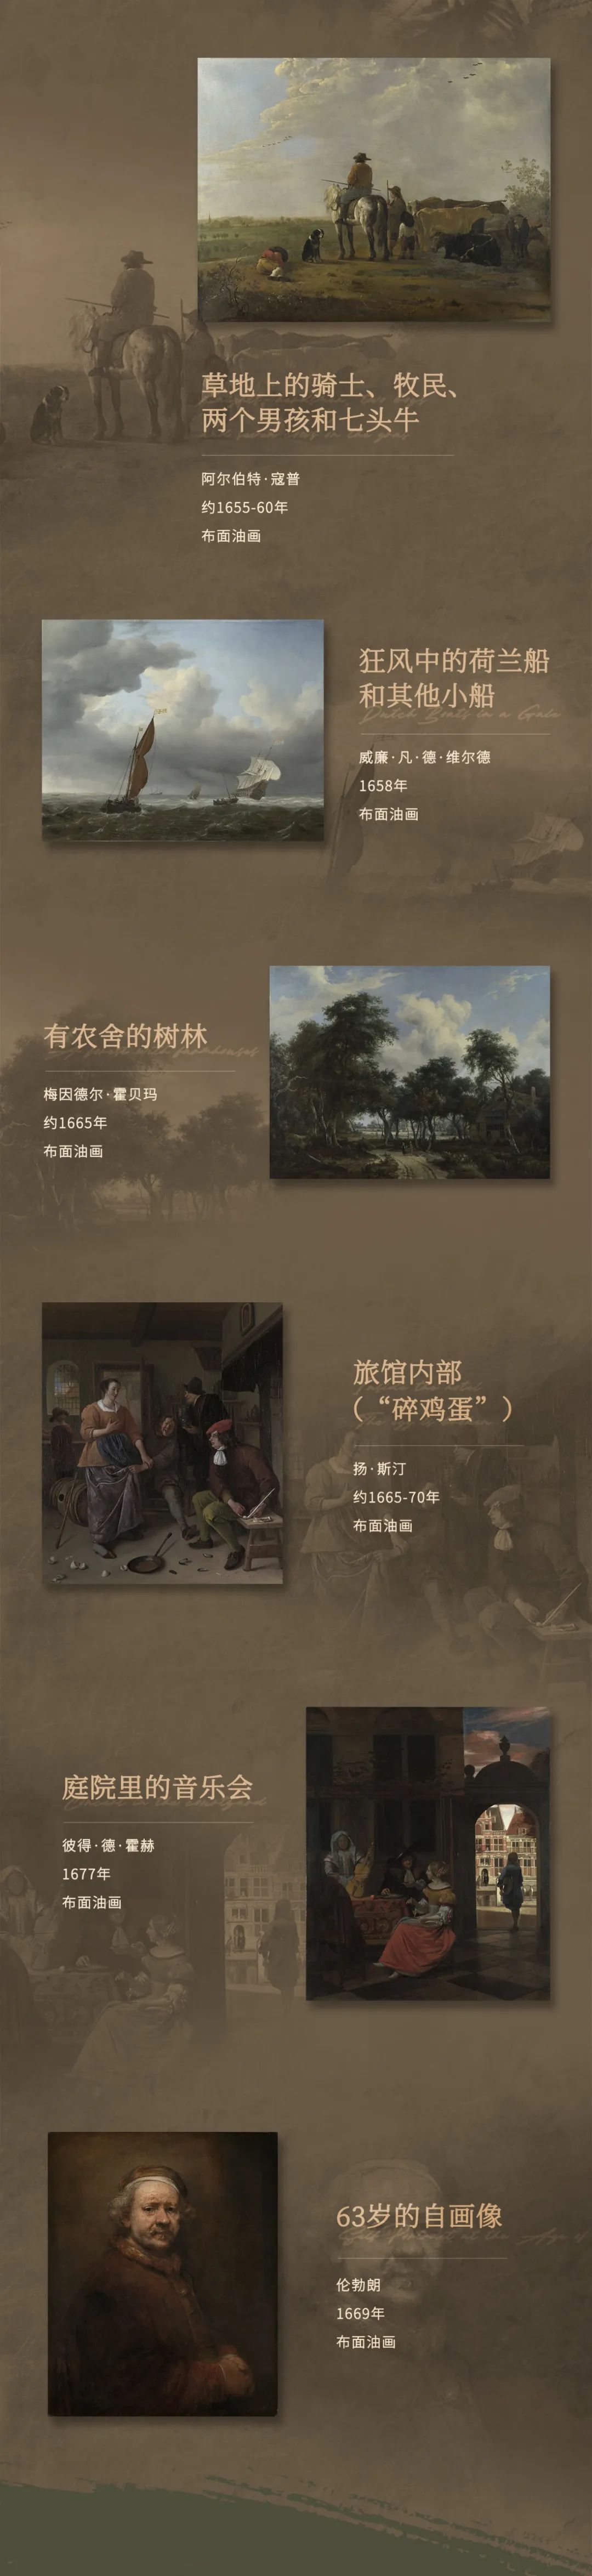 草地上的骑士、牧民、
两个男孩和七头牛
阿尔伯特·寇普
约1655-60年
布面油画
狂风中的荷兰船
和其他小船
Dutch Boats in a Gale
威廉·凡·德·维尔德
1658年
布面油画
有农舍的树林
梅因德尔·霍贝玛
约1665年
布面油画
旅馆内部
（“碎鸡蛋”）
扬·斯汀
约1665-70年
布面油画
庭院里的音乐会
彼得·德·霍赫
1677年
布面油画
63岁的自画像
Self Portrait at the Age of
伦勃朗
1669年
布面油画